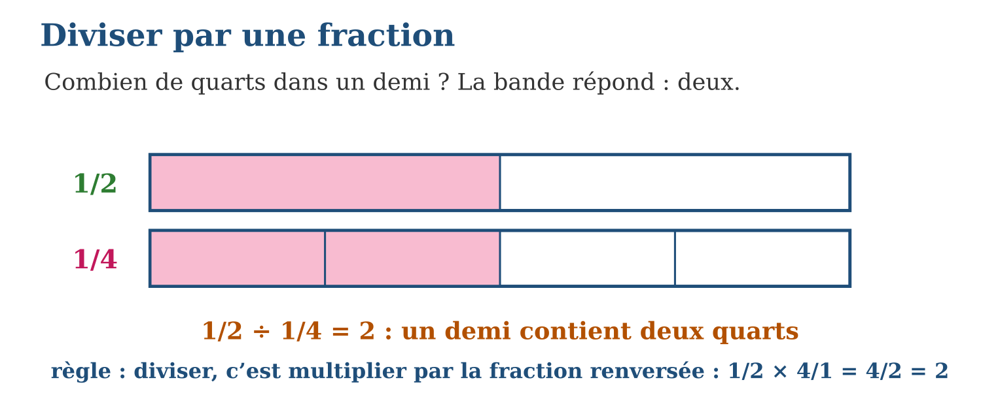 Diviser par une fraction
Combien de quarts dans un demi ? La bande répond : deux.
1/2
1/4
1/2 ÷ 1/4 = 2 : un demi contient deux quarts
règle : diviser, c’est multiplier par la fraction renversée : 1/2 × 4/1 = 4/2 = 2